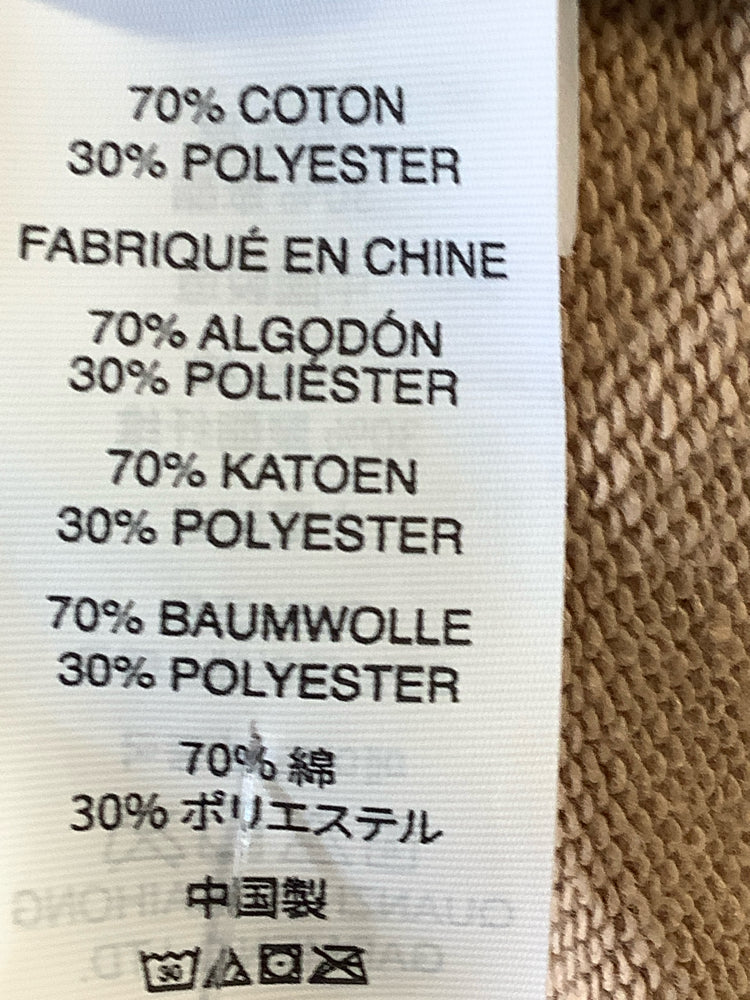 70% COTON
30% POLYESTER
FABRIQUÉ EN CHINE
70% ALGODÓN
30% POLIÉSTER
70% KATOEN
30% POLYESTER
70% BAUMWOLLE
30% POLYESTER
70% 綿
30% ポリエステル
中国製
30